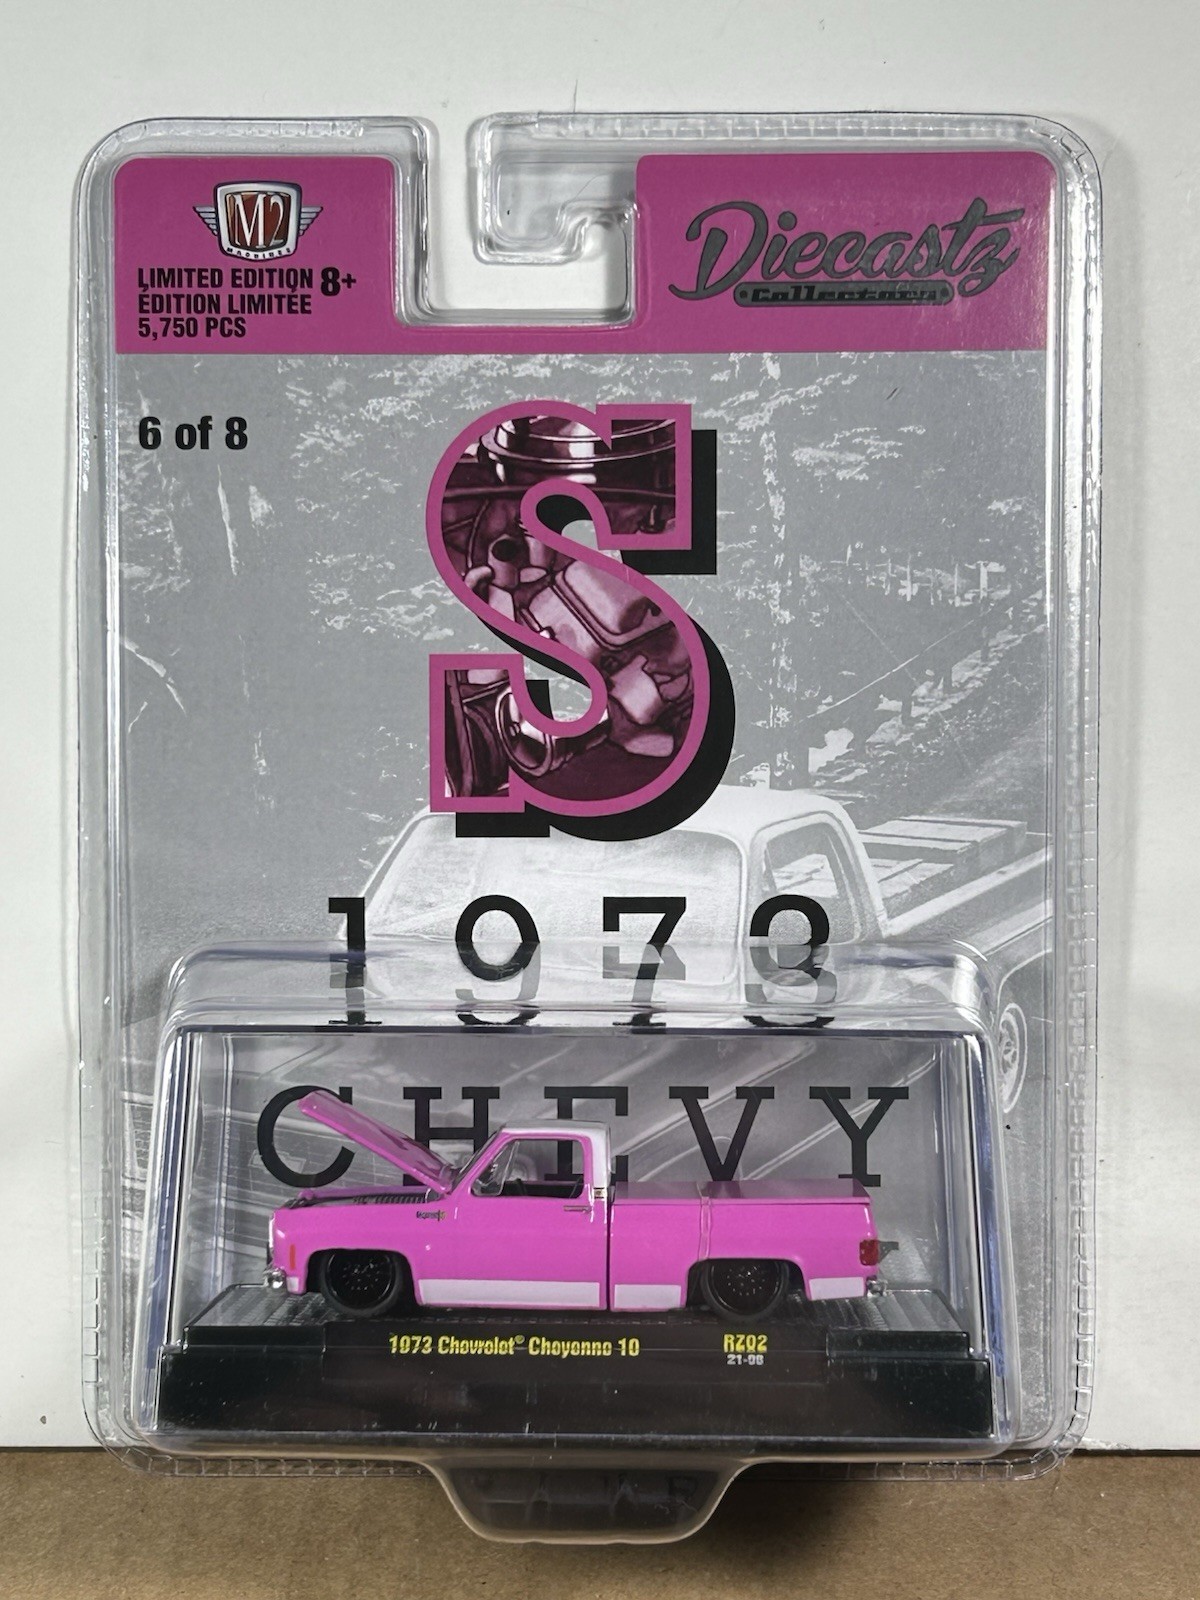 M2
MACHINES
LIMITED EDITION 8+
ÉDITION LIMITÉE
5,750 PCS
Diecastz
Collectors
6 of 8
S
1973
CHEVY
1973 Chevrolet® Cheyenne 10
RZ02
21-08